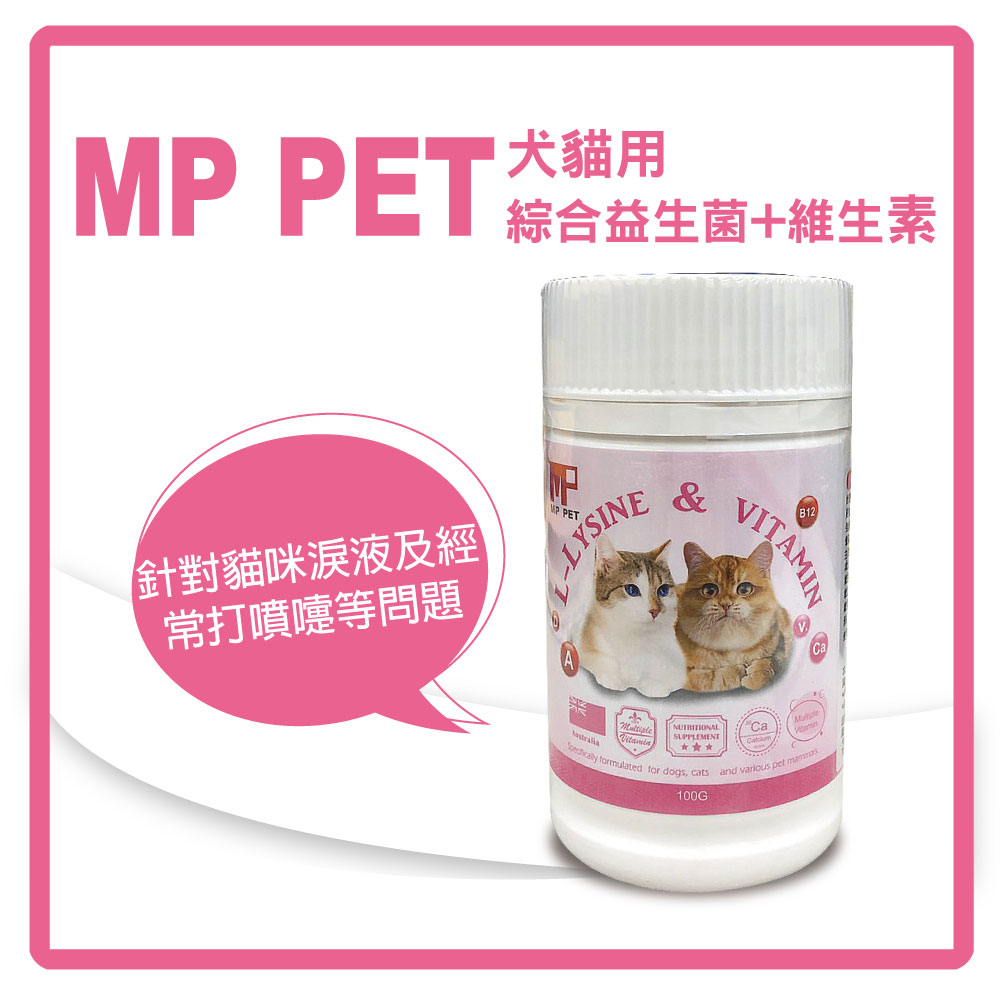 MP PET
犬貓用
綜合益生菌+維生素
針對貓咪淚液及經
常打噴嚏等問題
MP PET
L-LYSINE & VITAMIN
B12
D
A
Ca
Australia
Multiple
Vitamin
NUTRITIONAL
SUPPLEMENT
Ca
Calcium
Multiple
Vitamin
Specifically formulated for dogs, cats and various pet mammals
100G